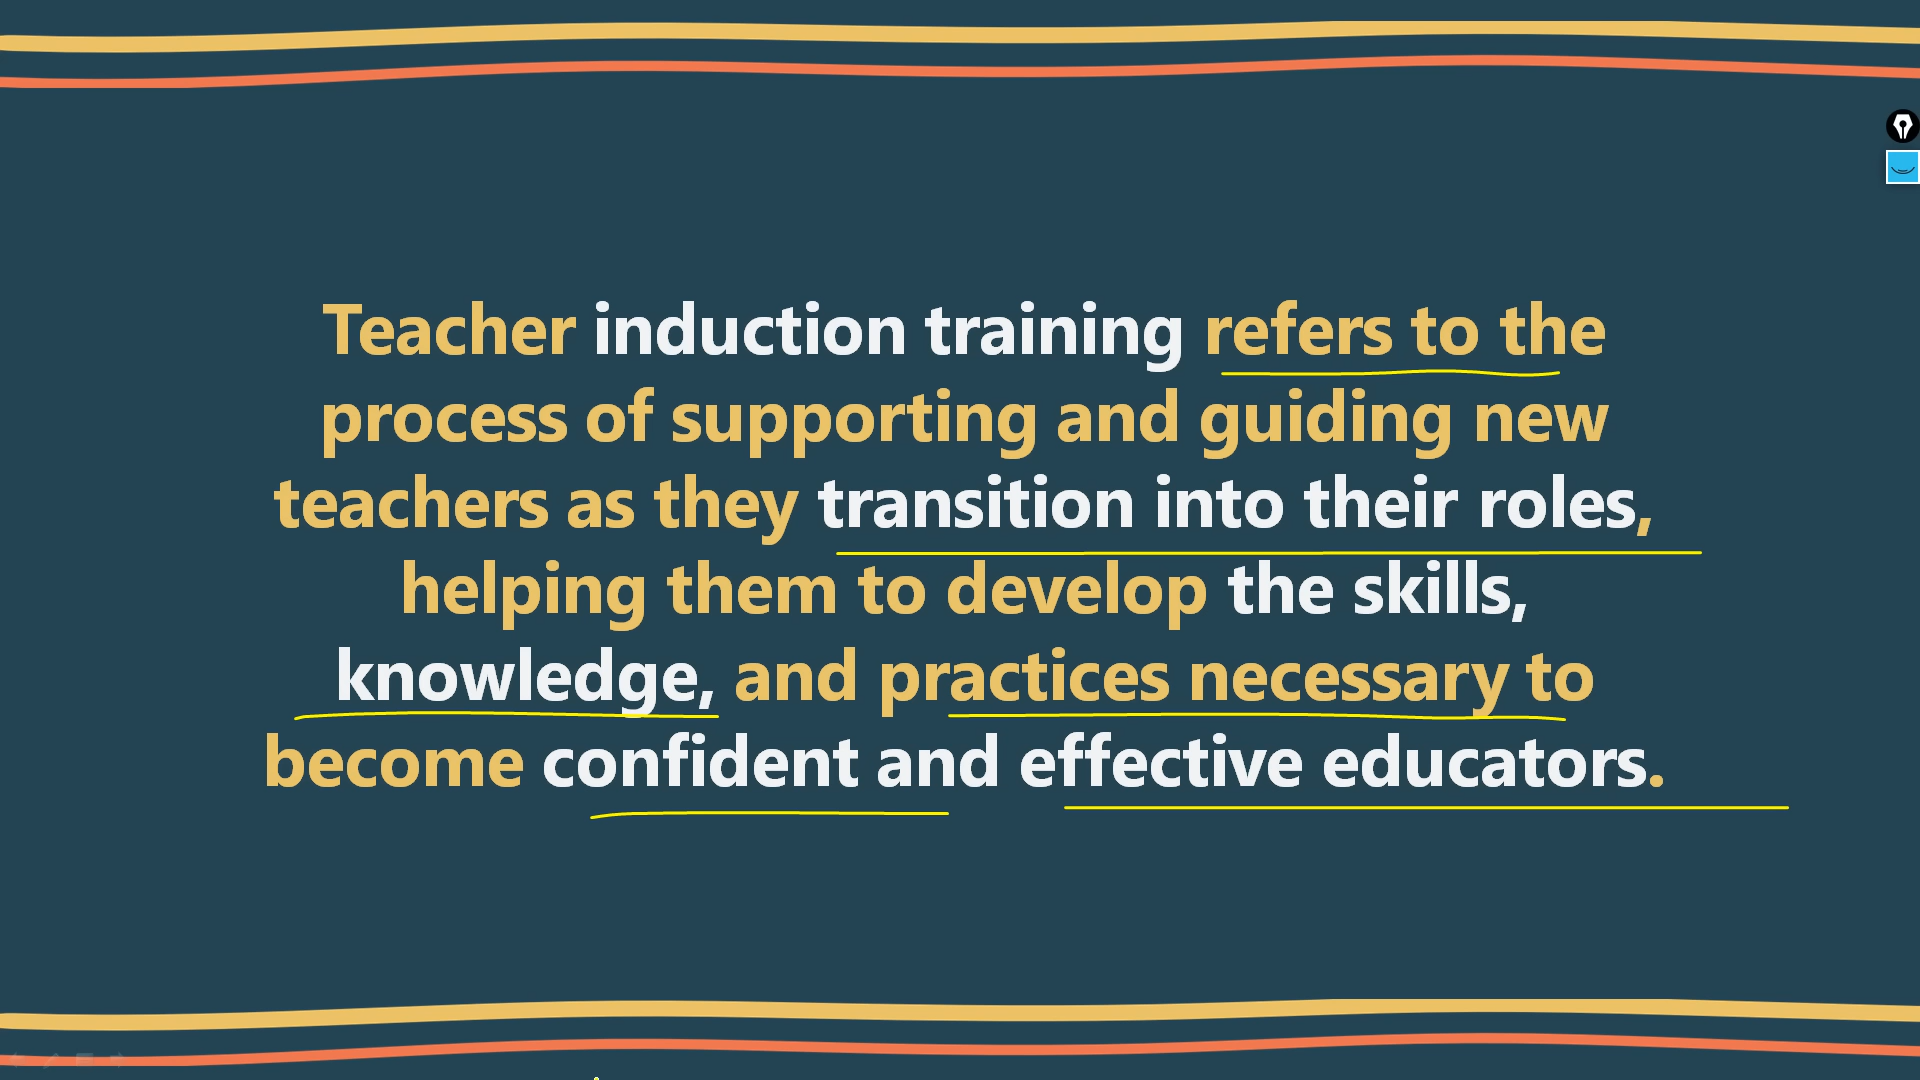 Teacher induction training refers to the
process of supporting and guiding new
teachers as they transition into their roles,
helping them to develop the skills,
knowledge, and practices necessary to
become confident and effective educators.